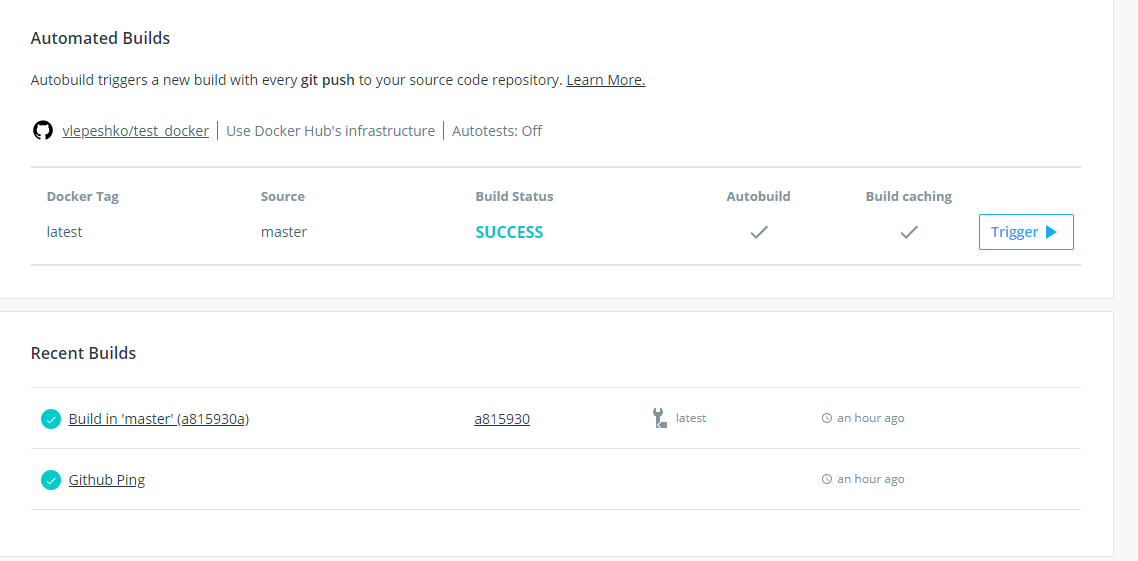 Automated Builds
Autobuild triggers a new build with every git push to your source code repository. Learn More.
vlepeshko/test_docker | Use Docker Hub's infrastructure | Autotests: Off
Docker Tag Source Build Status Autobuild Build caching
latest master SUCCESS Trigger
Recent Builds
Build in 'master' (a815930a) a815930 latest an hour ago
Github Ping an hour ago